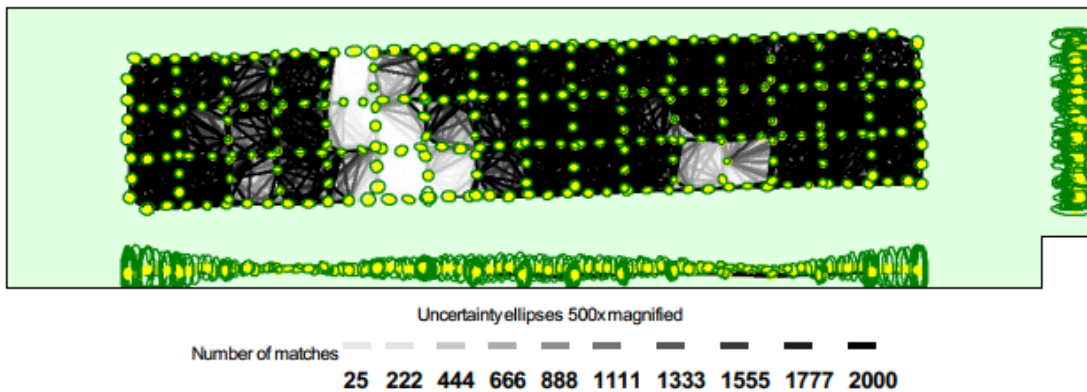 Uncertainty ellipses 500x magnified
Number of matches
25 222 444 666 888 1111 1333 1555 1777 2000